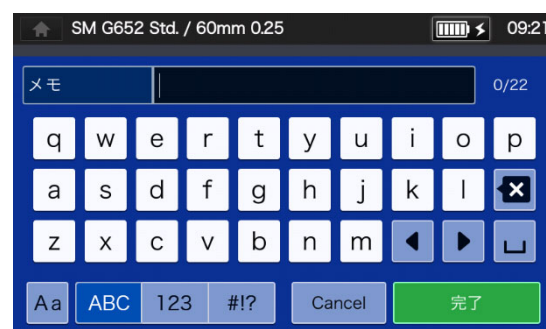 SM G652 Std. / 60mm 0.25 09:21
メモ 0/22
q w e r t y u i o p
a s d f g h j k l
z x c v b n m
Aa ABC 123 #!? Cancel 完了